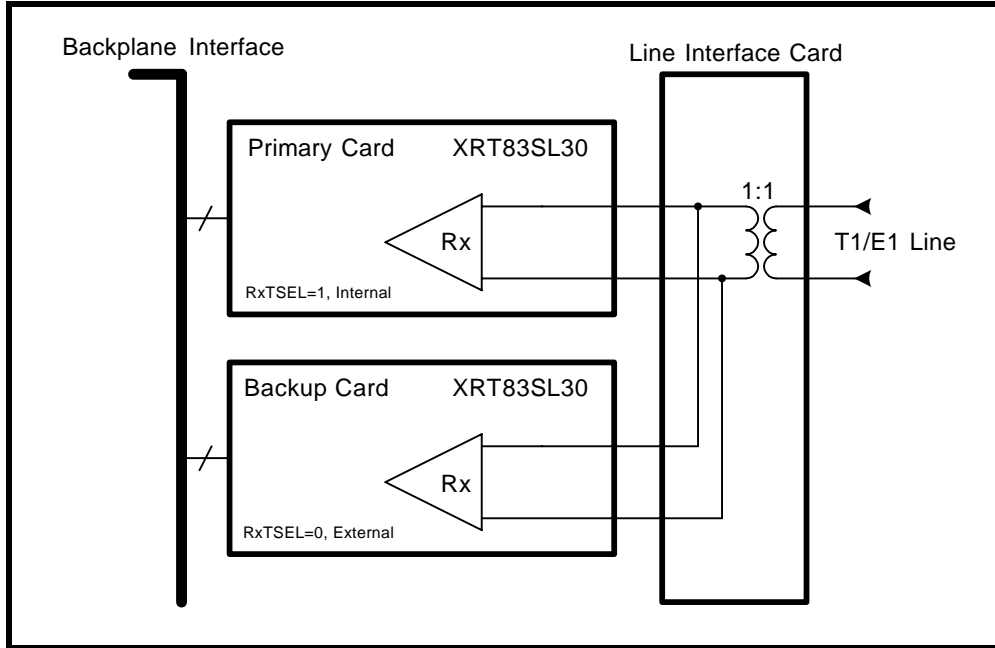 Backplane Interface
Line Interface Card
Primary Card XRT83SL30
1:1
Rx
T1/E1 Line
RxTSEL=1, Internal
Backup Card XRT83SL30
Rx
RxTSEL=0, External